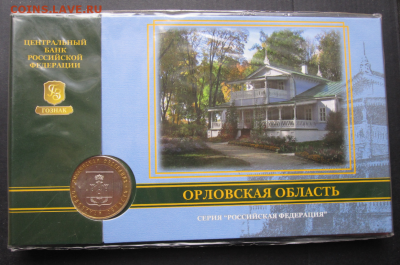 COINS.LAVE.RU
ЦЕНТРАЛЬНЫЙ
БАНК
РОССИЙСКОЙ
ФЕДЕРАЦИИ
ГОЗНАК
ОРЛОВСКАЯ ОБЛАСТЬ
СЕРИЯ "РОССИЙСКАЯ ФЕДЕРАЦИЯ"